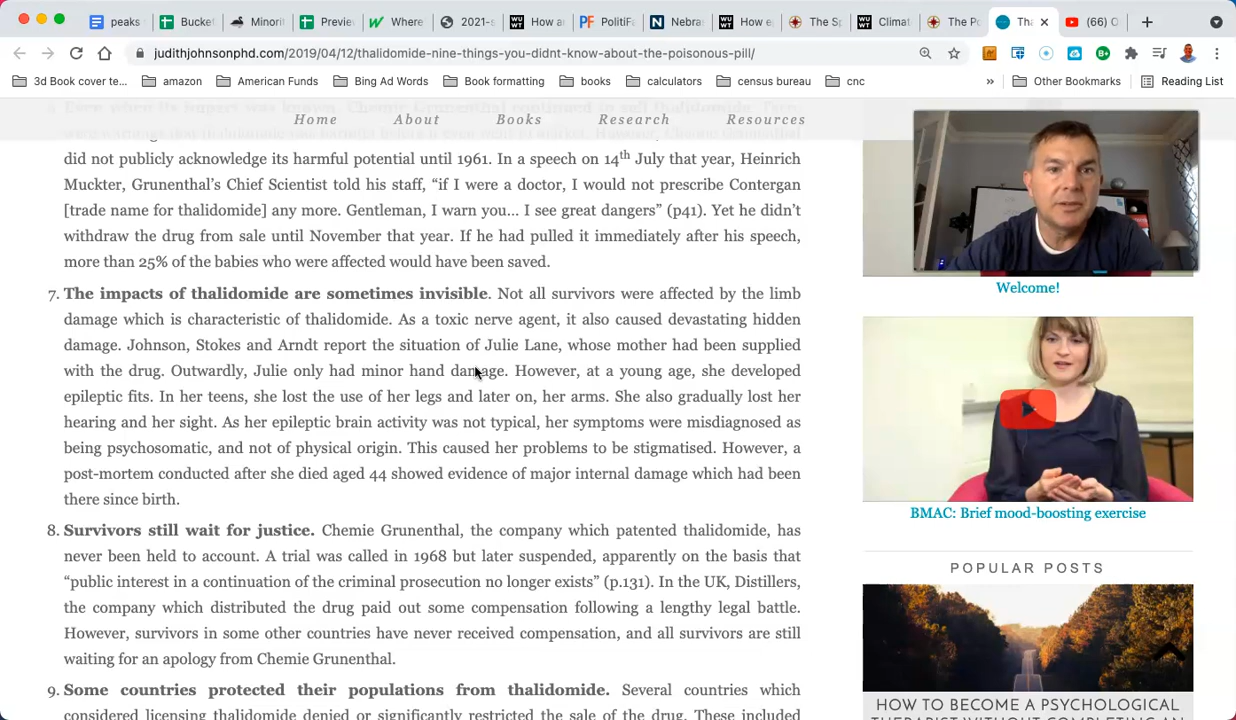 peaks
Bucket
Minori
Preview
Where
2021-s
How an
PolitiFa
Nebras
How e
The Sp
Climat
The Po
Tha
(66) O
judithjohnsonphd.com/2019/04/12/thalidomide-nine-things-you-didnt-know-about-the-poisonous-pill/
3d Book cover te...
amazon
American Funds
Bing Ad Words
Book formatting
books
calculators
census bureau
cnc
»
Other Bookmarks
Reading List
Home About Books Research Resources
did not publicly acknowledge its harmful potential until 1961. In a speech on 14th July that year, Heinrich
Muckter, Grunenthal’s Chief Scientist told his staff, “if I were a doctor, I would not prescribe Contergan
[trade name for thalidomide] any more. Gentleman, I warn you... I see great dangers” (p41). Yet he didn’t
withdraw the drug from sale until November that year. If he had pulled it immediately after his speech,
more than 25% of the babies who were affected would have been saved.
7. The impacts of thalidomide are sometimes invisible. Not all survivors were affected by the limb
damage which is characteristic of thalidomide. As a toxic nerve agent, it also caused devastating hidden
damage. Johnson, Stokes and Arndt report the situation of Julie Lane, whose mother had been supplied
with the drug. Outwardly, Julie only had minor hand damage. However, at a young age, she developed
epileptic fits. In her teens, she lost the use of her legs and later on, her arms. She also gradually lost her
hearing and her sight. As her epileptic brain activity was not typical, her symptoms were misdiagnosed as
being psychosomatic, and not of physical origin. This caused her problems to be stigmatised. However, a
post-mortem conducted after she died aged 44 showed evidence of major internal damage which had been
there since birth.
8. Survivors still wait for justice. Chemie Grunenthal, the company which patented thalidomide, has
never been held to account. A trial was called in 1968 but later suspended, apparently on the basis that
“public interest in a continuation of the criminal prosecution no longer exists” (p.131). In the UK, Distillers,
the company which distributed the drug paid out some compensation following a lengthy legal battle.
However, survivors in some other countries have never received compensation, and all survivors are still
waiting for an apology from Chemie Grunenthal.
9. Some countries protected their populations from thalidomide. Several countries which
considered licensing thalidomide denied or significantly restricted the sale of the drug. These included
Welcome!
BMAC: Brief mood-boosting exercise
POPULAR POSTS
HOW TO BECOME A PSYCHOLOGICAL
THERAPIST WITHOUT COMPLETING AN